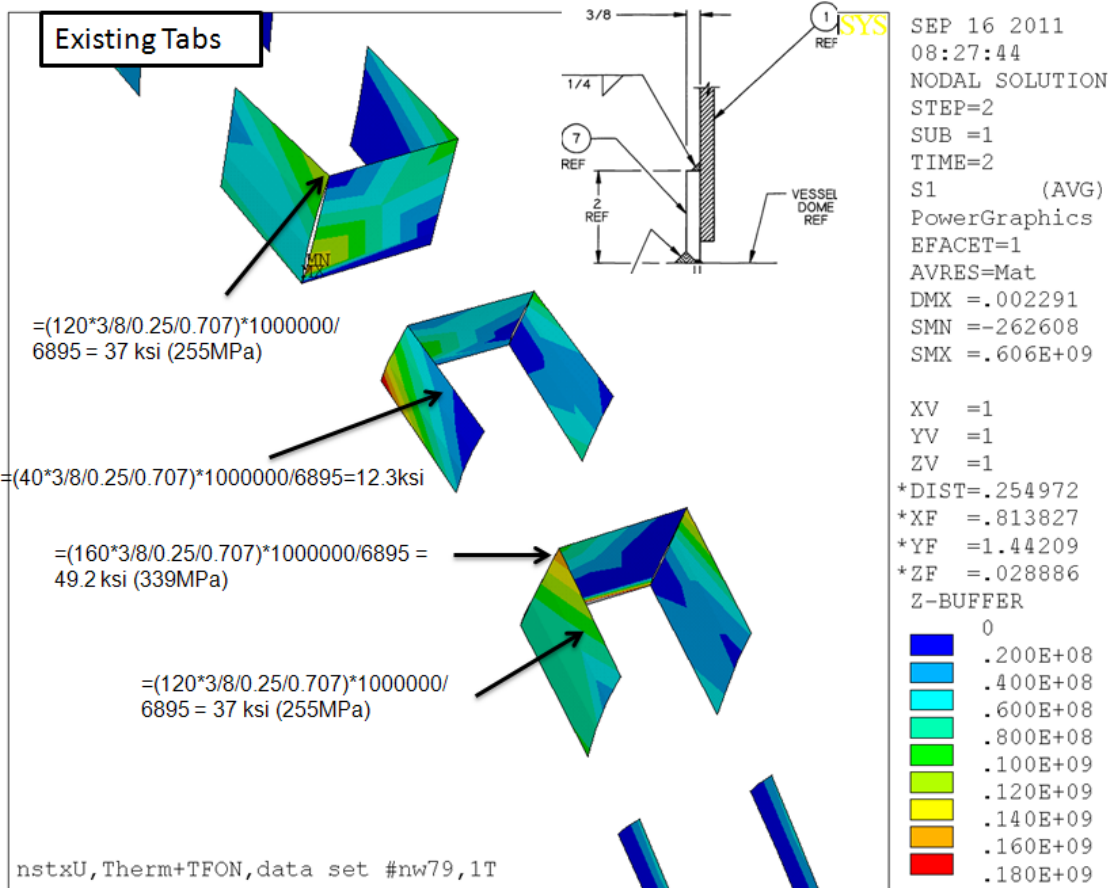 Existing Tabs
3/8
1
REF
SYS
1/4
7
REF
2
REF
VESSEL
DOME
REF
=(120*3/8/0.25/0.707)*1000000/
6895 = 37 ksi (255MPa)
=(40*3/8/0.25/0.707)*1000000/6895=12.3ksi
=(160*3/8/0.25/0.707)*1000000/6895 =
49.2 ksi (339MPa)
=(120*3/8/0.25/0.707)*1000000/
6895 = 37 ksi (255MPa)
MN
MX
nstxU,Therm+TFON,data set #nw79,1T
SEP 16 2011
08:27:44
NODAL SOLUTION
STEP=2
SUB =1
TIME=2
S1 (AVG)
PowerGraphics
EFACET=1
AVRES=Mat
DMX =.002291
SMN =-262608
SMX =.606E+09
XV =1
YV =1
ZV =1
*DIST=.254972
*XF =.813827
*YF =1.44209
*ZF =.028886
Z-BUFFER
0
.200E+08
.400E+08
.600E+08
.800E+08
.100E+09
.120E+09
.140E+09
.160E+09
.180E+09